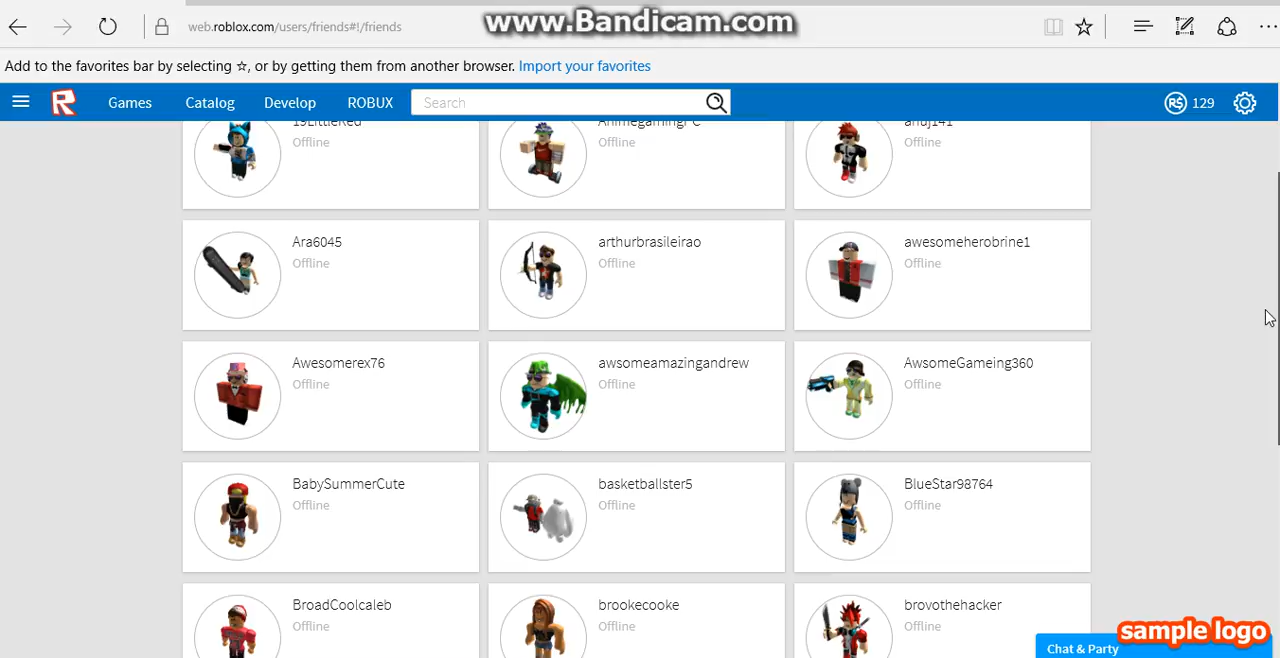 www.Bandicam.com
web.roblox.com/users/friends#!/friends
Add to the favorites bar by selecting ☆, or by getting them from another browser. Import your favorites
R Games Catalog Develop ROBUX Search R$ 129
19LittleRed AnimegamingPC anuj141
Offline Offline Offline
Ara6045 arthurbrasileirao awesomeherobrine1
Offline Offline Offline
Awesomerex76 awsomeamazingandrew AwsomeGameing360
Offline Offline Offline
BabySummerCute basketballster5 BlueStar98764
Offline Offline Offline
BroadCoolcaleb brookecooke brovothehacker
Offline Offline Offline
sample logo
Chat & Party